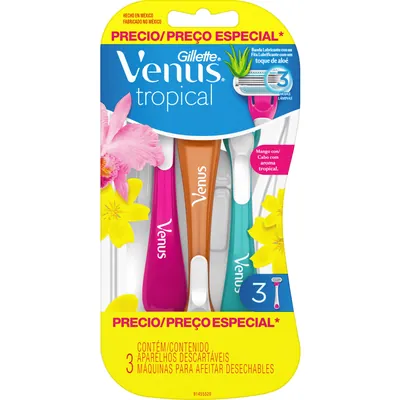 HECHO EN MÉXICO
FABRICADO NO MÉXICO
PRECIO/PREÇO ESPECIAL*
Gillette
Venus
tropical
Banda Lubricante con un
Fita Lubrificante com um
toque de aloé
3
Mango con/
Cabo com
aroma
tropical.
Venus
Venus
Venus
3
PRECIO/PREÇO ESPECIAL*
CONTÉM/CONTENIDO
3 APARELHOS DESCARTÁVEIS
MÁQUINAS PARA AFEITAR DESECHABLES